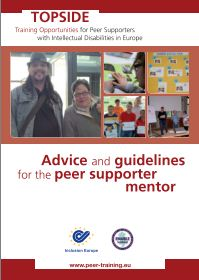 TOPSIDE
Training Opportunities for Peer Supporters
with Intellectual Disabilities in Europe
Advice and guidelines
for the peer supporter
mentor
Inclusion Europe
www.peer-training.eu